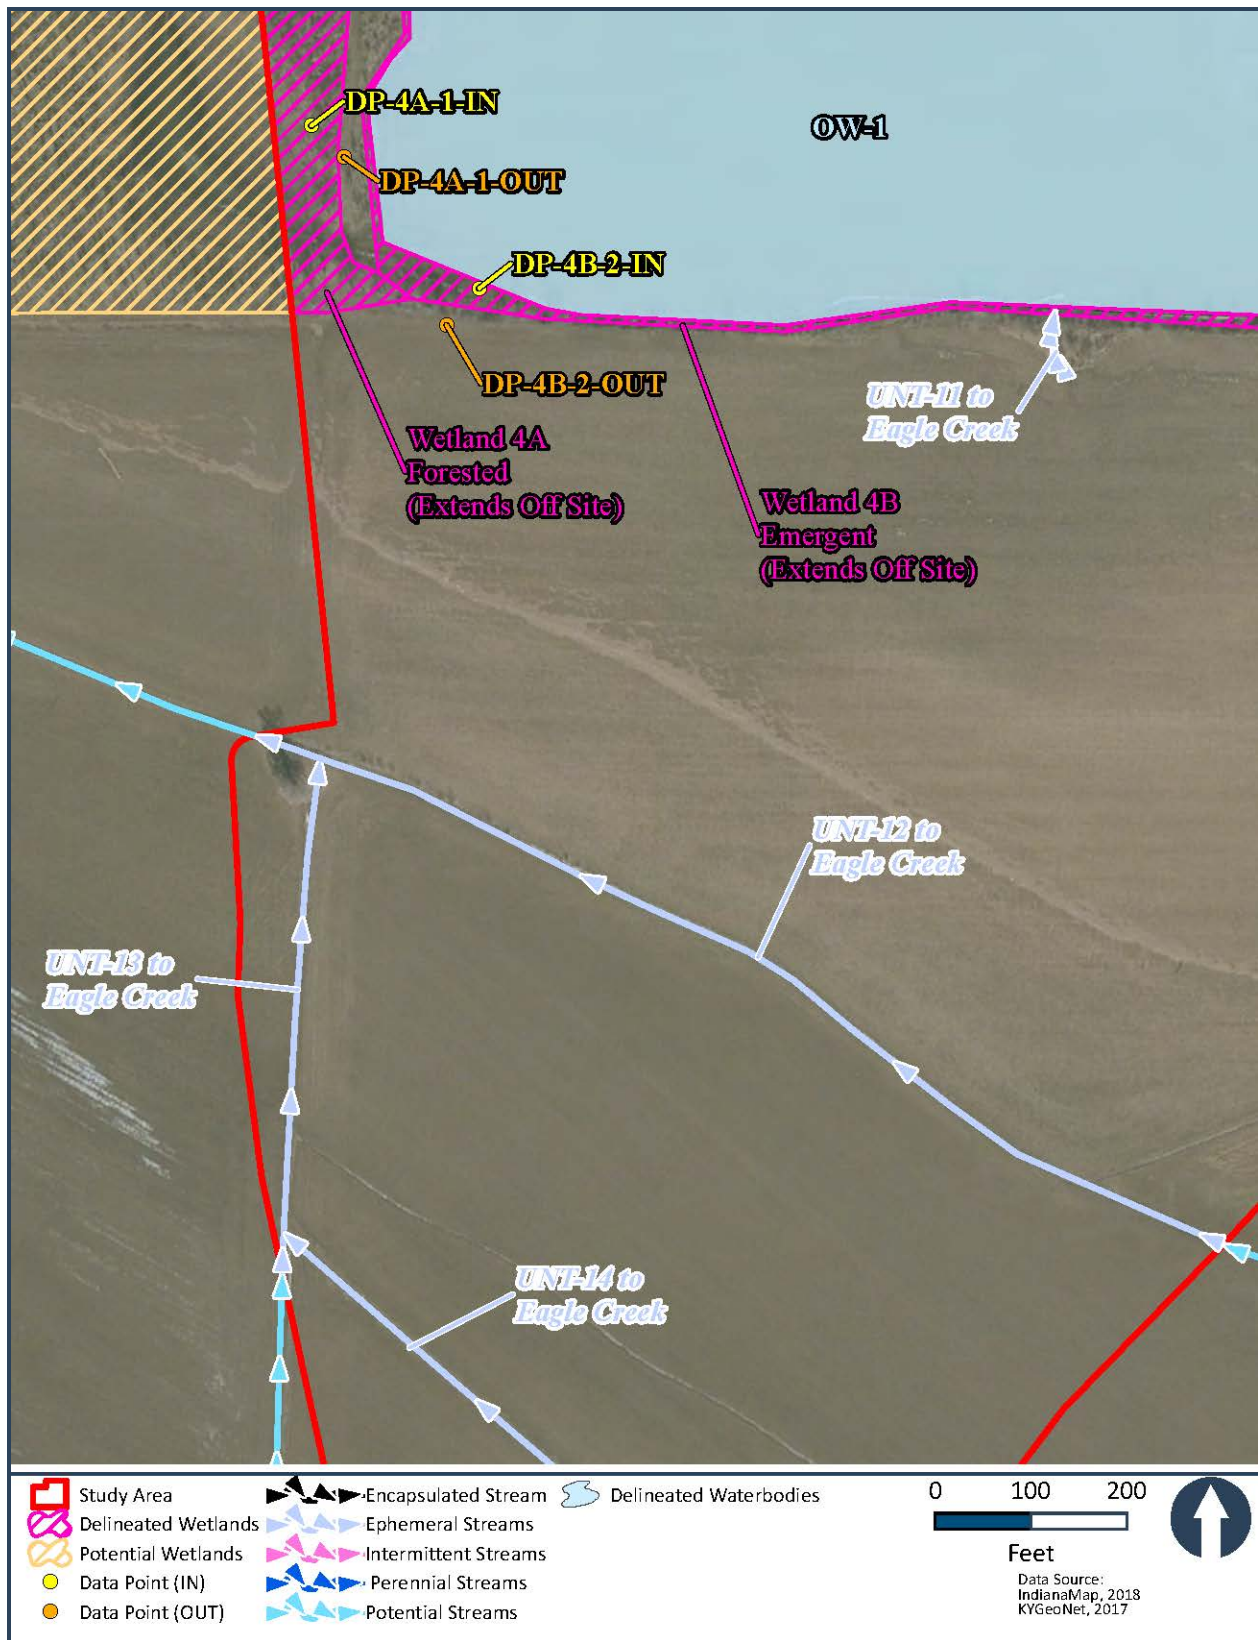 DP-4A-1-IN
OW-1
DP-4A-1-OUT
DP-4B-2-IN
DP-4B-2-OUT
UNT-11 to
Eagle Creek
Wetland 4A
Forested
(Extends Off Site)
Wetland 4B
Emergent
(Extends Off Site)
UNT-12 to
Eagle Creek
UNT-13 to
Eagle Creek
UNT-14 to
Eagle Creek
Study Area
Delineated Wetlands
Potential Wetlands
Data Point (IN)
Data Point (OUT)
Encapsulated Stream
Ephemeral Streams
Intermittent Streams
Perennial Streams
Potential Streams
Delineated Waterbodies
0 100 200
Feet
Data Source:
IndianaMap, 2018
KYGeoNet, 2017